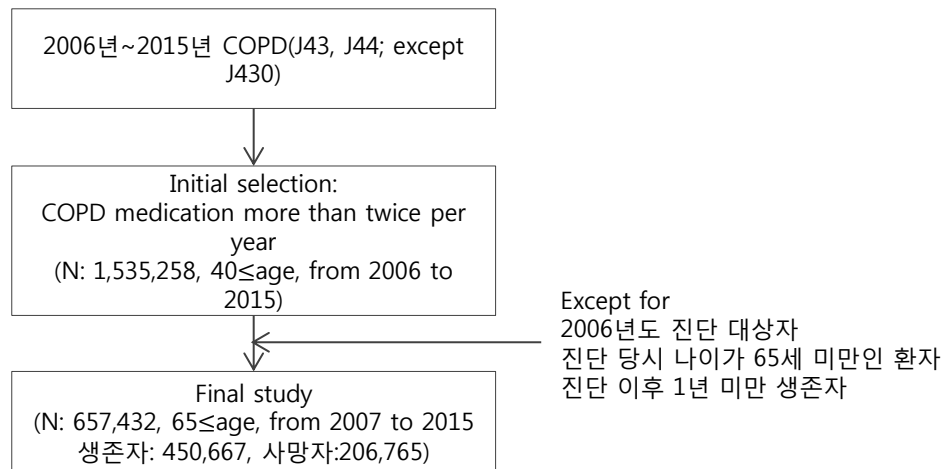 2006년~2015년 COPD(J43, J44; except
J430)
Initial selection:
COPD medication more than twice per
year
(N: 1,535,258, 40≤age, from 2006 to
2015)
Except for
2006년도 진단 대상자
진단 당시 나이가 65세 미만인 환자
진단 이후 1년 미만 생존자
Final study
(N: 657,432, 65≤age, from 2007 to 2015
생존자: 450,667, 사망자:206,765)